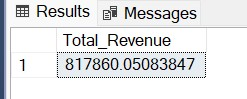 Results Messages
Total_Revenue
1 817860.05083847